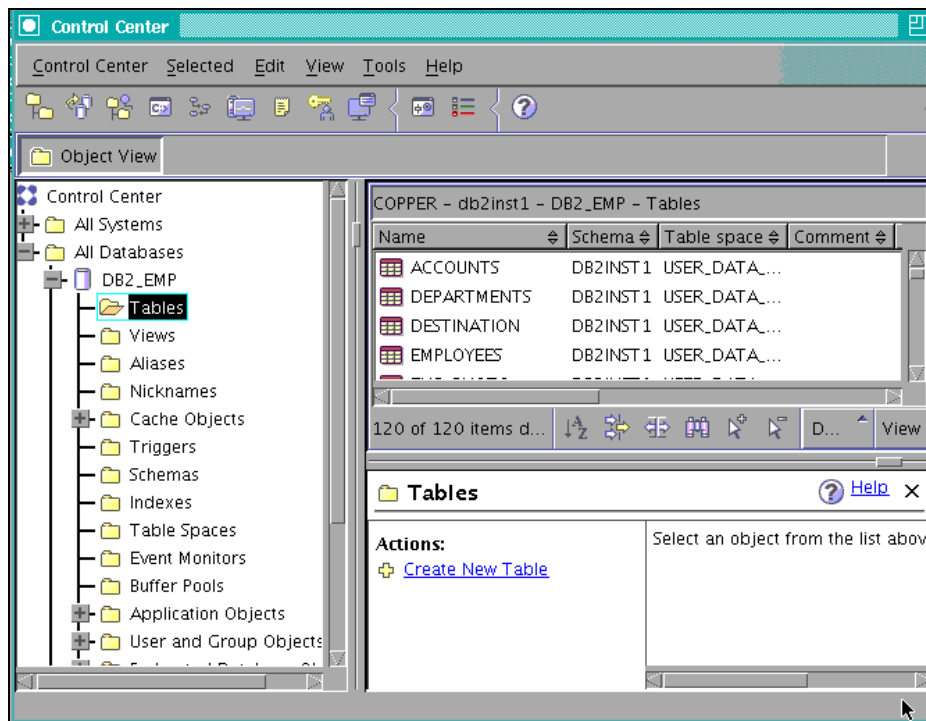 Control Center
Control Center Selected Edit View Tools Help
Object View
Control Center
All Systems
All Databases
DB2_EMP
Tables
Views
Aliases
Nicknames
Cache Objects
Triggers
Schemas
Indexes
Table Spaces
Event Monitors
Buffer Pools
Application Objects
User and Group Objects
COPPER – db2inst1 – DB2_EMP – Tables
Name Schema Table space Comment
ACCOUNTS DB2INST1 USER_DATA_...
DEPARTMENTS DB2INST1 USER_DATA_...
DESTINATION DB2INST1 USER_DATA_...
EMPLOYEES DB2INST1 USER_DATA_...
120 of 120 items d... D... View
Tables Help
Actions:
Create New Table
Select an object from the list abov